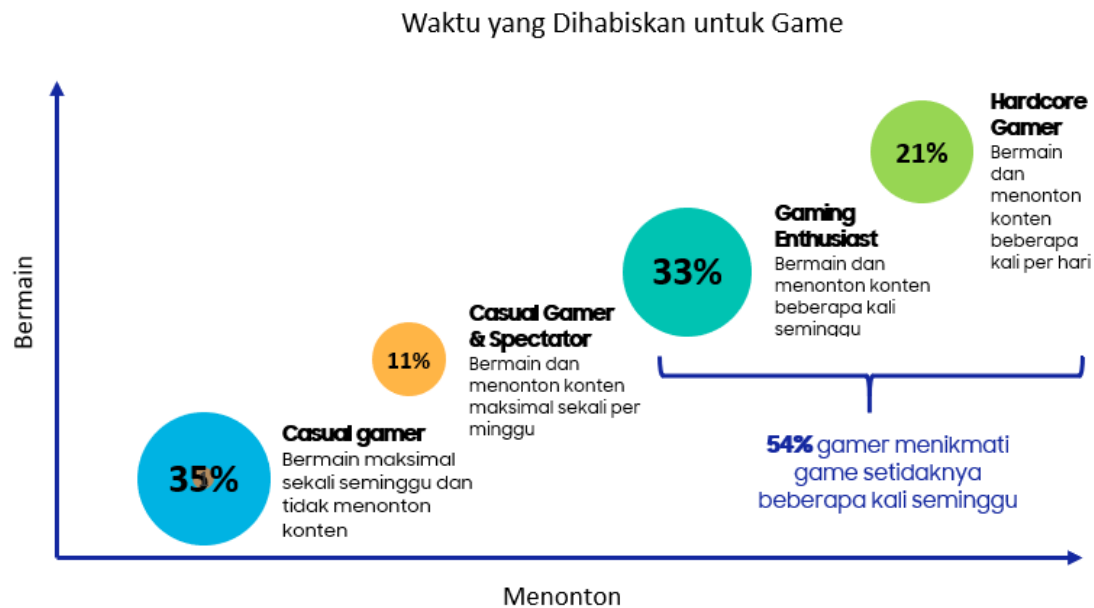 Waktu yang Dihabiskan untuk Game
Bermain
Hardcore
Gamer
Bermain
dan
menonton
konten
beberapa
kali per hari
21%
Gaming
Enthusiast
Bermain dan
menonton konten
beberapa kali
seminggu
33%
Casual Gamer
& Spectator
Bermain dan
menonton konten
maksimal sekali per
minggu
11%
Casual gamer
Bermain maksimal
sekali seminggu dan
tidak menonton
konten
35%
54% gamer menikmati
game setidaknya
beberapa kali seminggu
Menonton